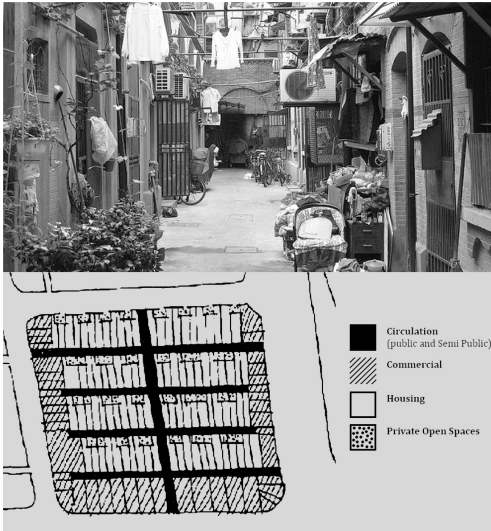 Circulation
(public and Semi Public)
Commercial
Housing
Private Open Spaces